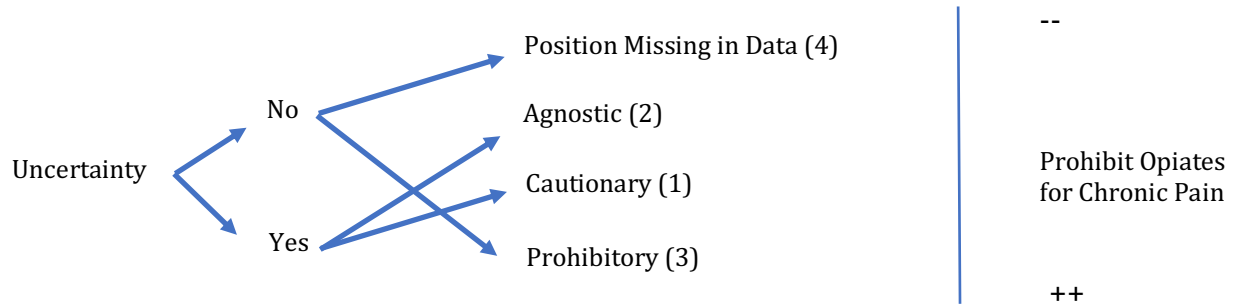 --
Position Missing in Data (4)
No
Agnostic (2)
Uncertainty
Prohibit Opiates
for Chronic Pain
Cautionary (1)
Yes
Prohibitory (3)
++